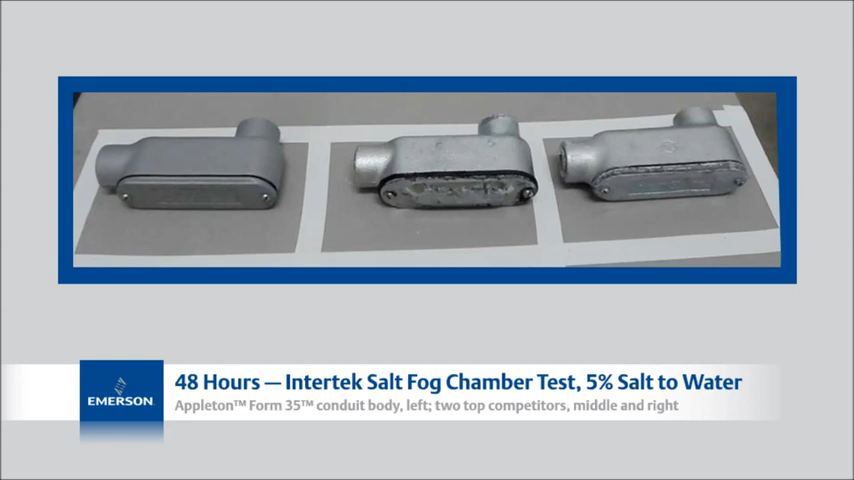 48 Hours — Intertek Salt Fog Chamber Test, 5% Salt to Water
EMERSON
Appleton™ Form 35™ conduit body, left; two top competitors, middle and right